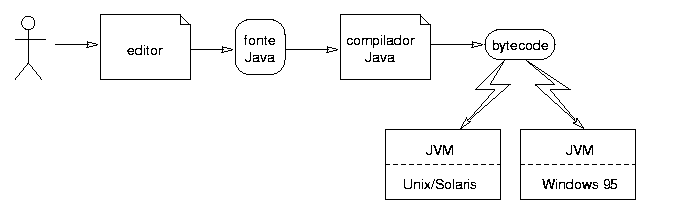 editor
fonte
Java
compilador
Java
bytecode
JVM
Unix/Solaris
JVM
Windows 95